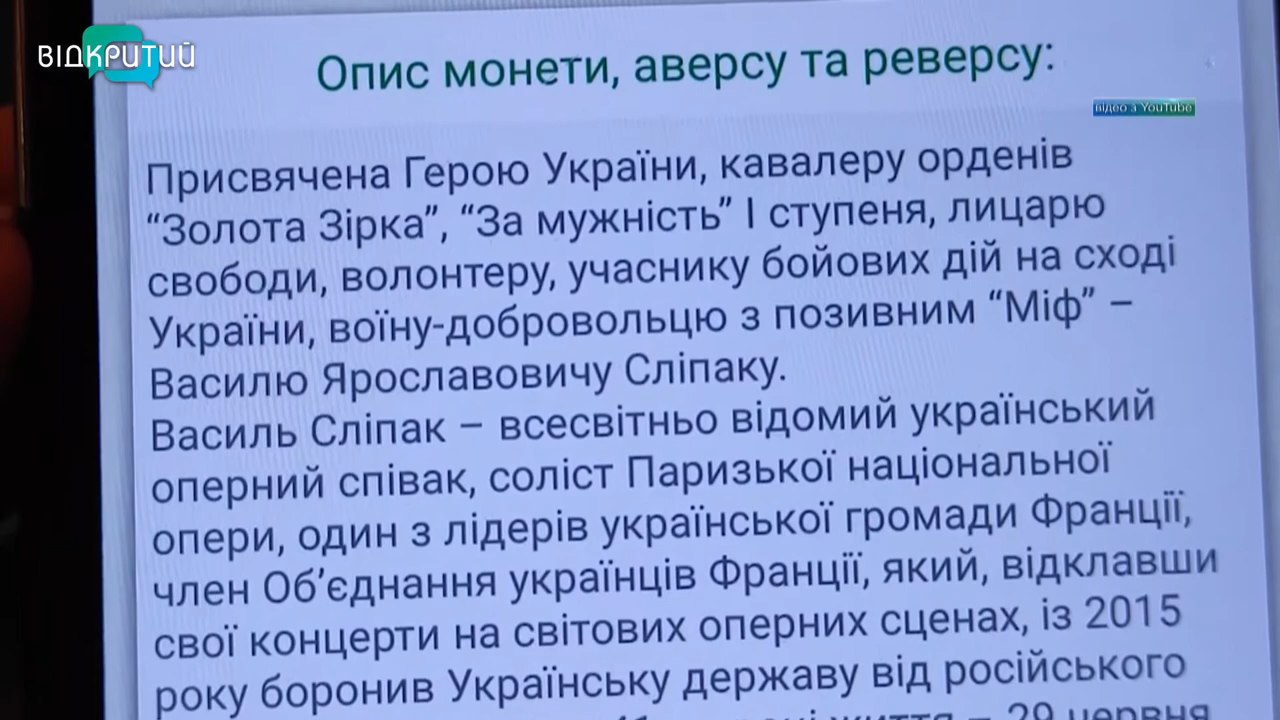 ВІДКРИТИЙ
Опис монети, аверсу та реверсу:
відео з YouTube
Присвячена Герою України, кавалеру орденів
“Золота Зірка”, “За мужність” І ступеня, лицарю
свободи, волонтеру, учаснику бойових дій на сході
України, воїну-добровольцю з позивним “Міф” –
Василю Ярославовичу Сліпаку.
Василь Сліпак – всесвітньо відомий український
оперний співак, соліст Паризької національної
опери, один з лідерів української громади Франції,
член Об’єднання українців Франції, який, відклавши
свої концерти на світових оперних сценах, із 2015
року боронив Українську державу від російського
життя – 29 червня